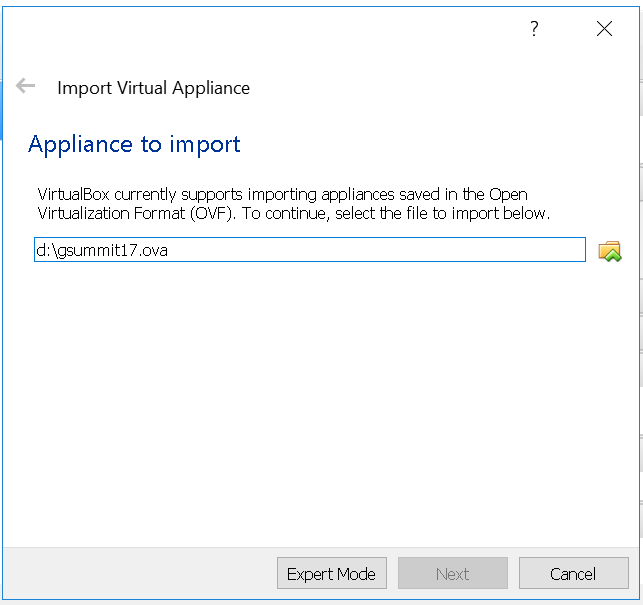 ?
Import Virtual Appliance
Appliance to import
VirtualBox currently supports importing appliances saved in the Open
Virtualization Format (OVF). To continue, select the file to import below.
d:\gsummit17.ova
Expert Mode
Next
Cancel